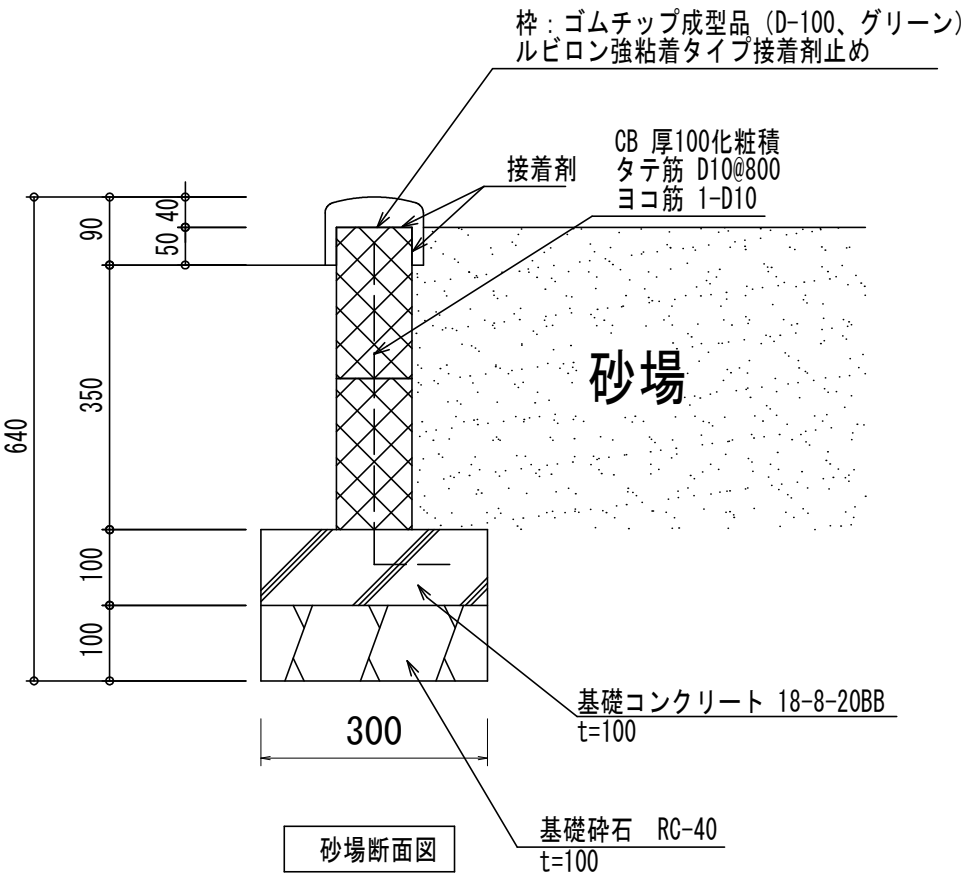 枠：ゴムチップ成型品（D-100、グリーン）
ルビロン強粘着タイプ接着剤止め
接着剤
CB 厚100化粧積
タテ筋 D10@800
ヨコ筋 1-D10
40
50
90
350
640
100
100
砂場
300
基礎コンクリート 18-8-20BB
t=100
基礎砕石 RC-40
t=100
砂場断面図